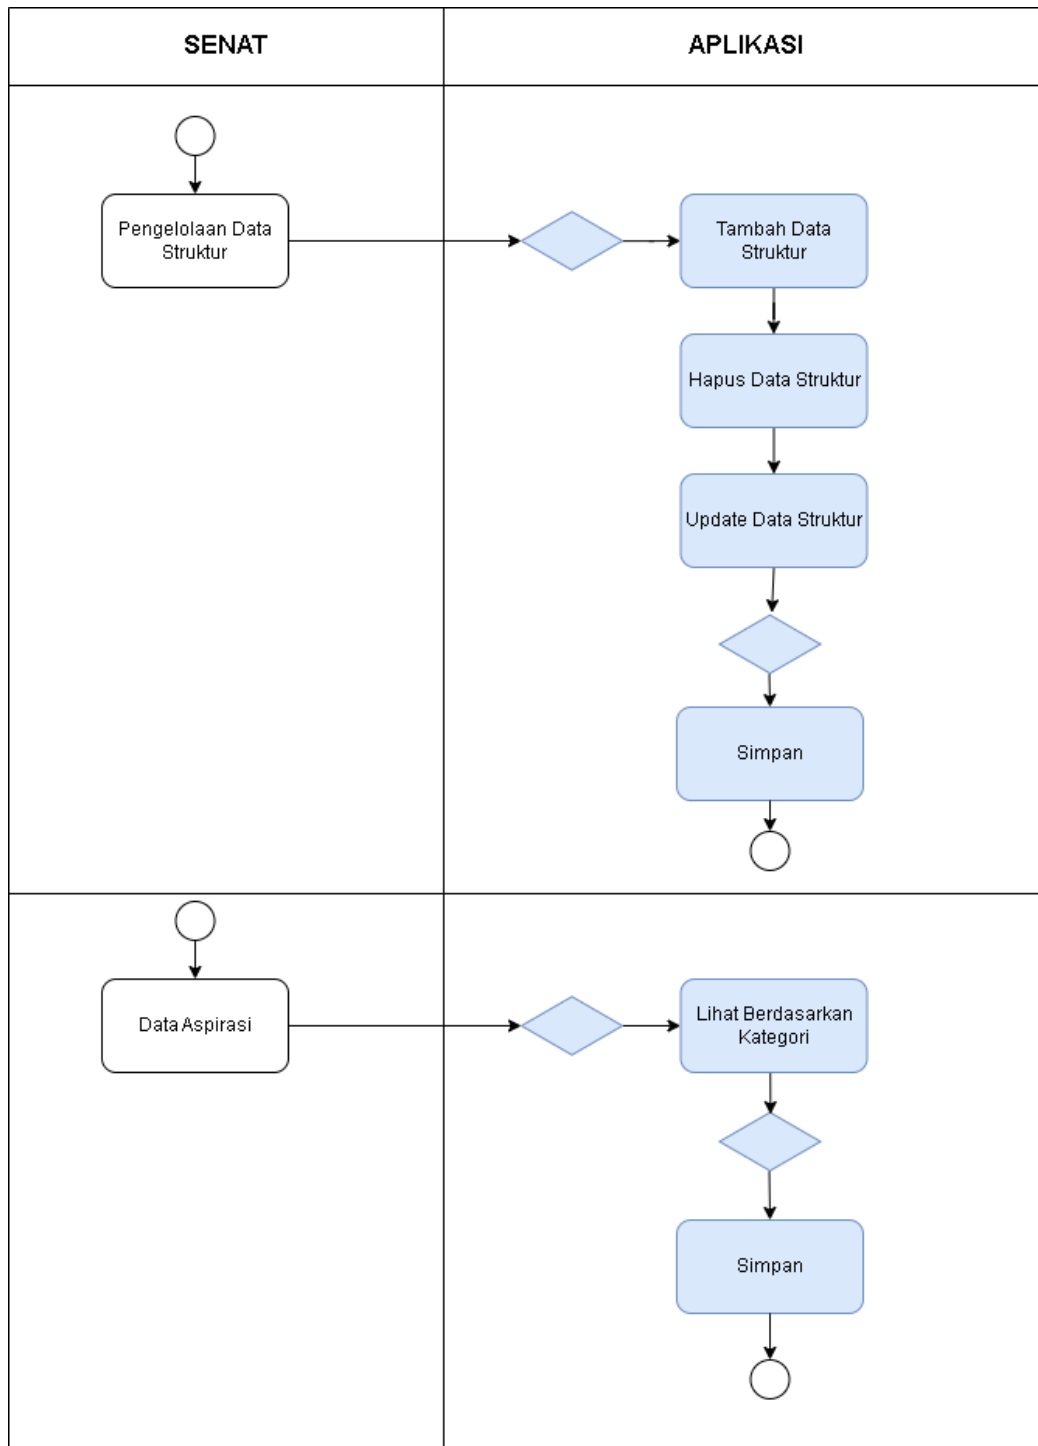 SENAT
APLIKASI
Pengelolaan Data
Struktur
Tambah Data
Struktur
Hapus Data Struktur
Update Data Struktur
Simpan
Data Aspirasi
Lihat Berdasarkan
Kategori
Simpan